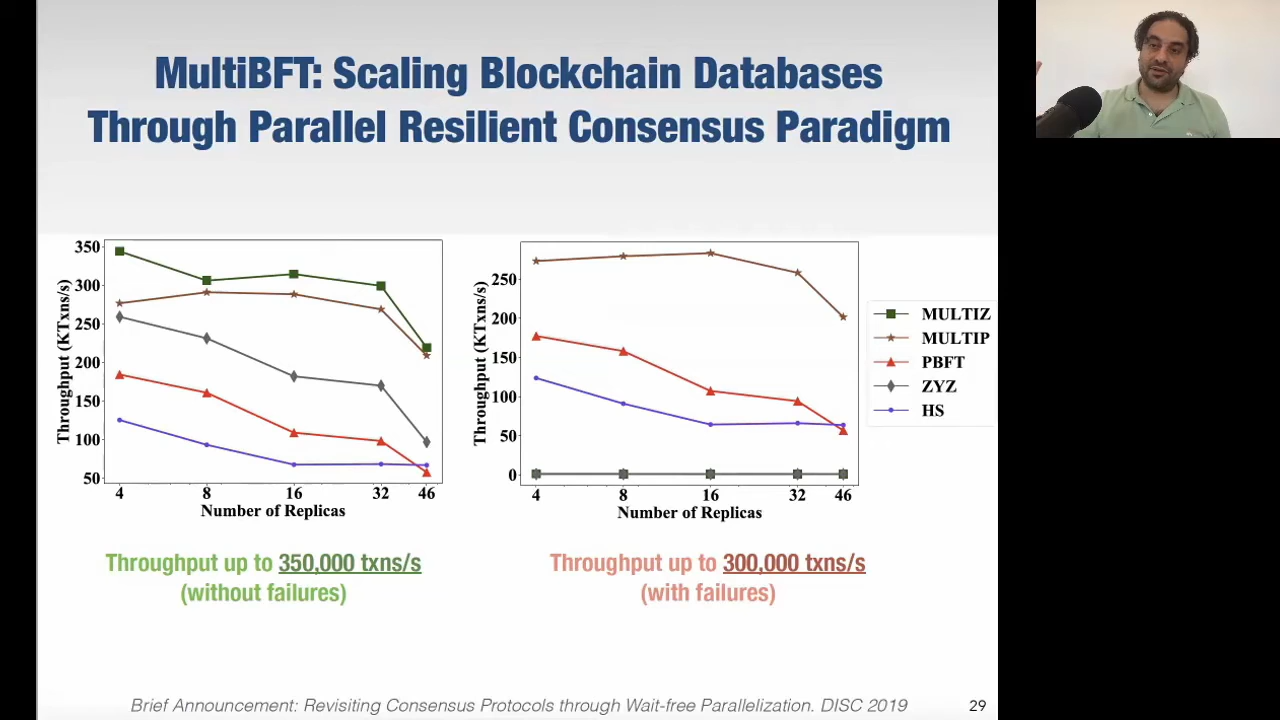 MultiBFT: Scaling Blockchain Databases
Through Parallel Resilient Consensus Paradigm
350
300
250
200
150
100
50
Throughput (KTxns/s)
4
8
16
32
46
Number of Replicas
250
200
150
100
50
0
Throughput (KTxns/s)
4
8
16
32
46
Number of Replicas
MULTIZ
MULTIP
PBFT
ZYZ
HS
Throughput up to 350,000 txns/s
(without failures)
Throughput up to 300,000 txns/s
(with failures)
Brief Announcement: Revisiting Consensus Protocols through Wait-free Parallelization. DISC 2019
29